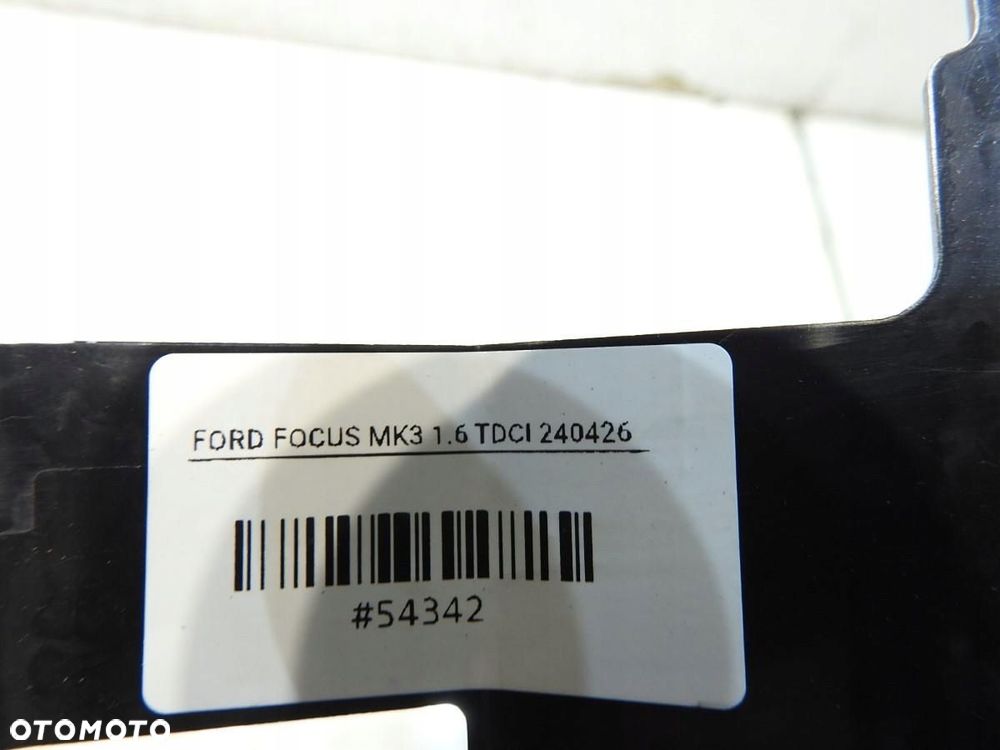 FORD FOCUS MK3 1.6 TDCI 240426
#54342
OTOMOTO